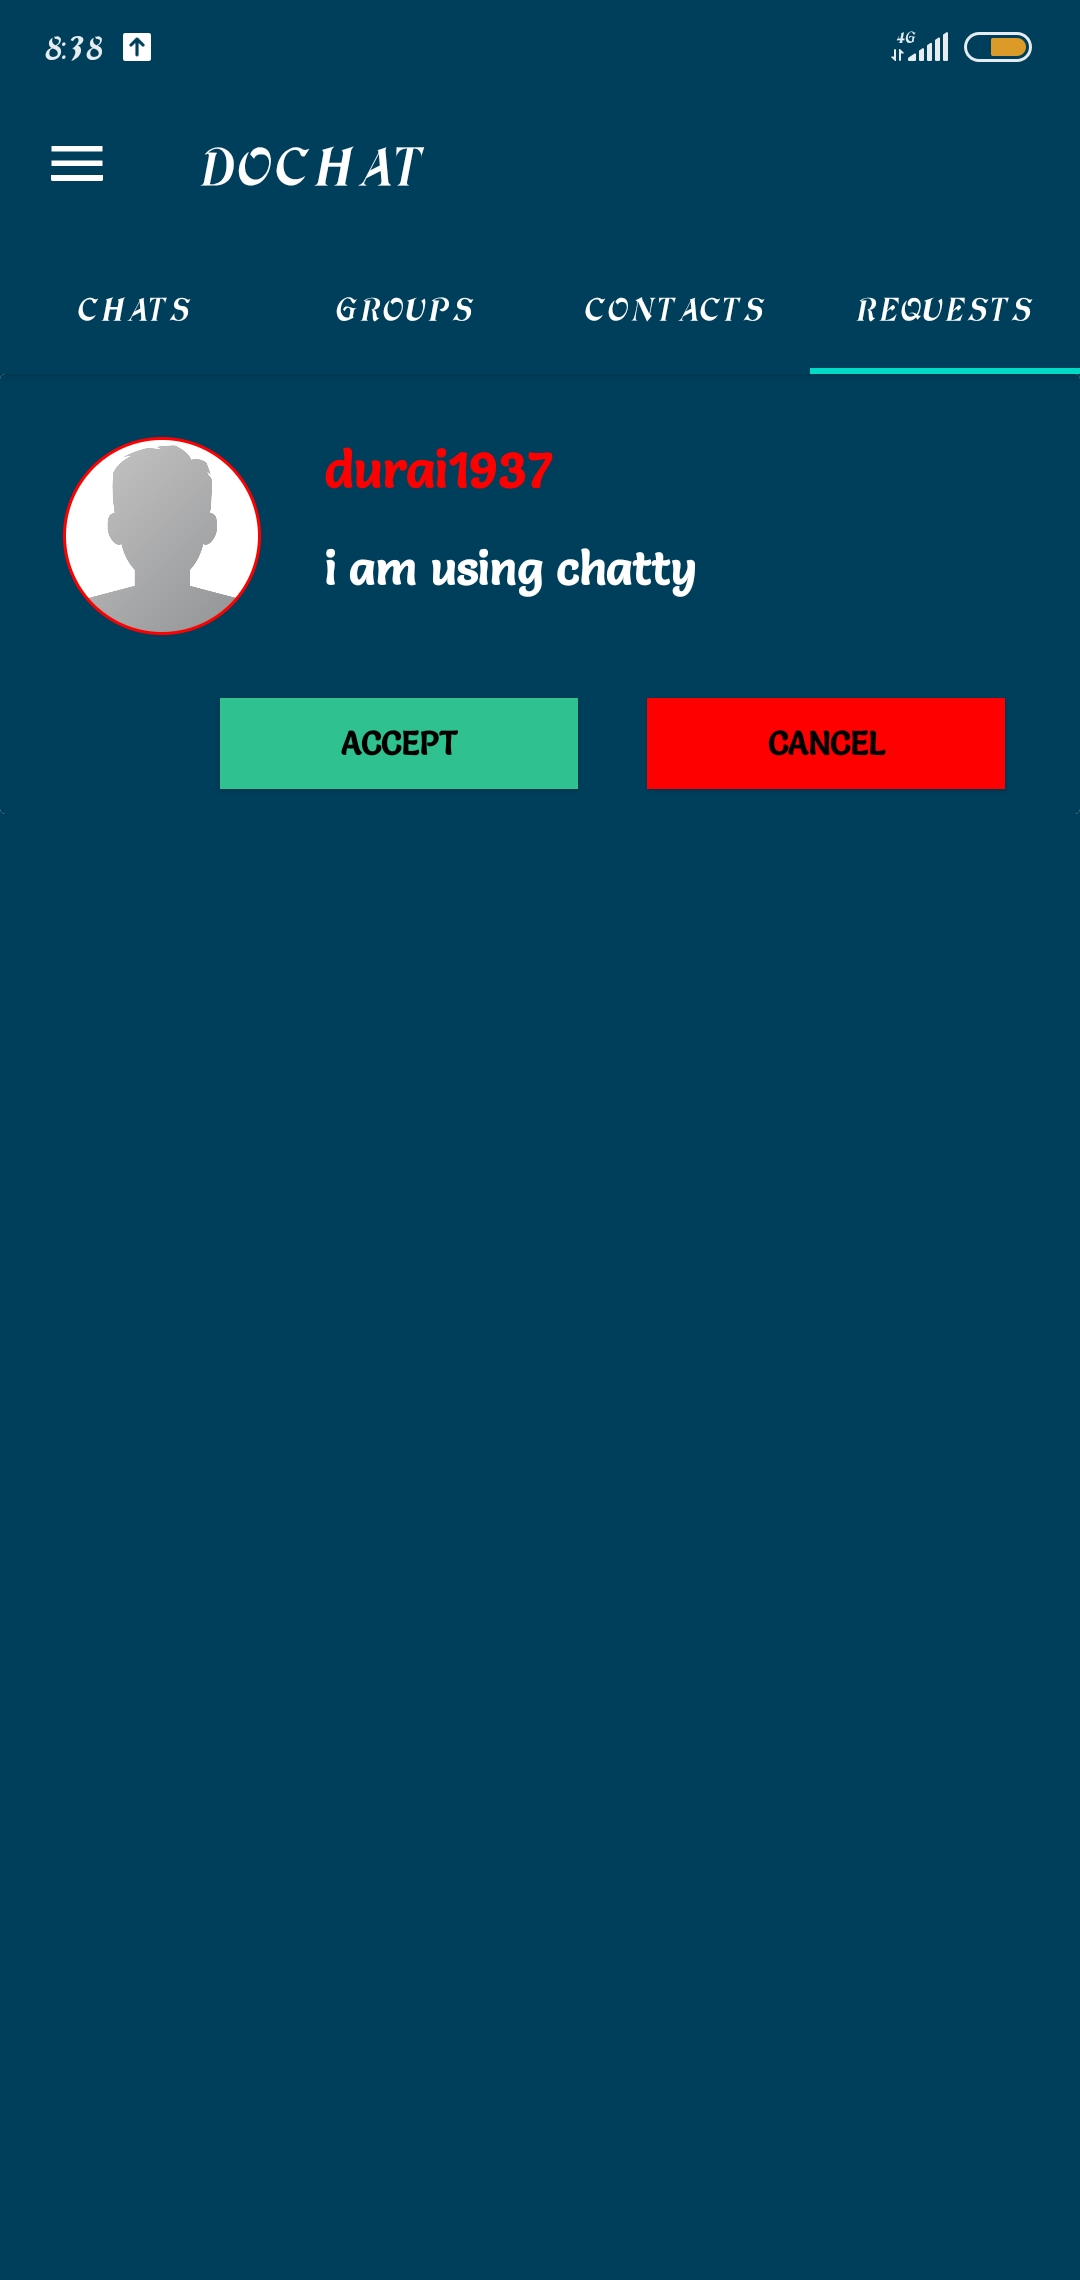 8:38
4G
DOCHAT
CHATS GROUPS CONTACTS REQUESTS
durai1937
i am using chatty
ACCEPT CANCEL